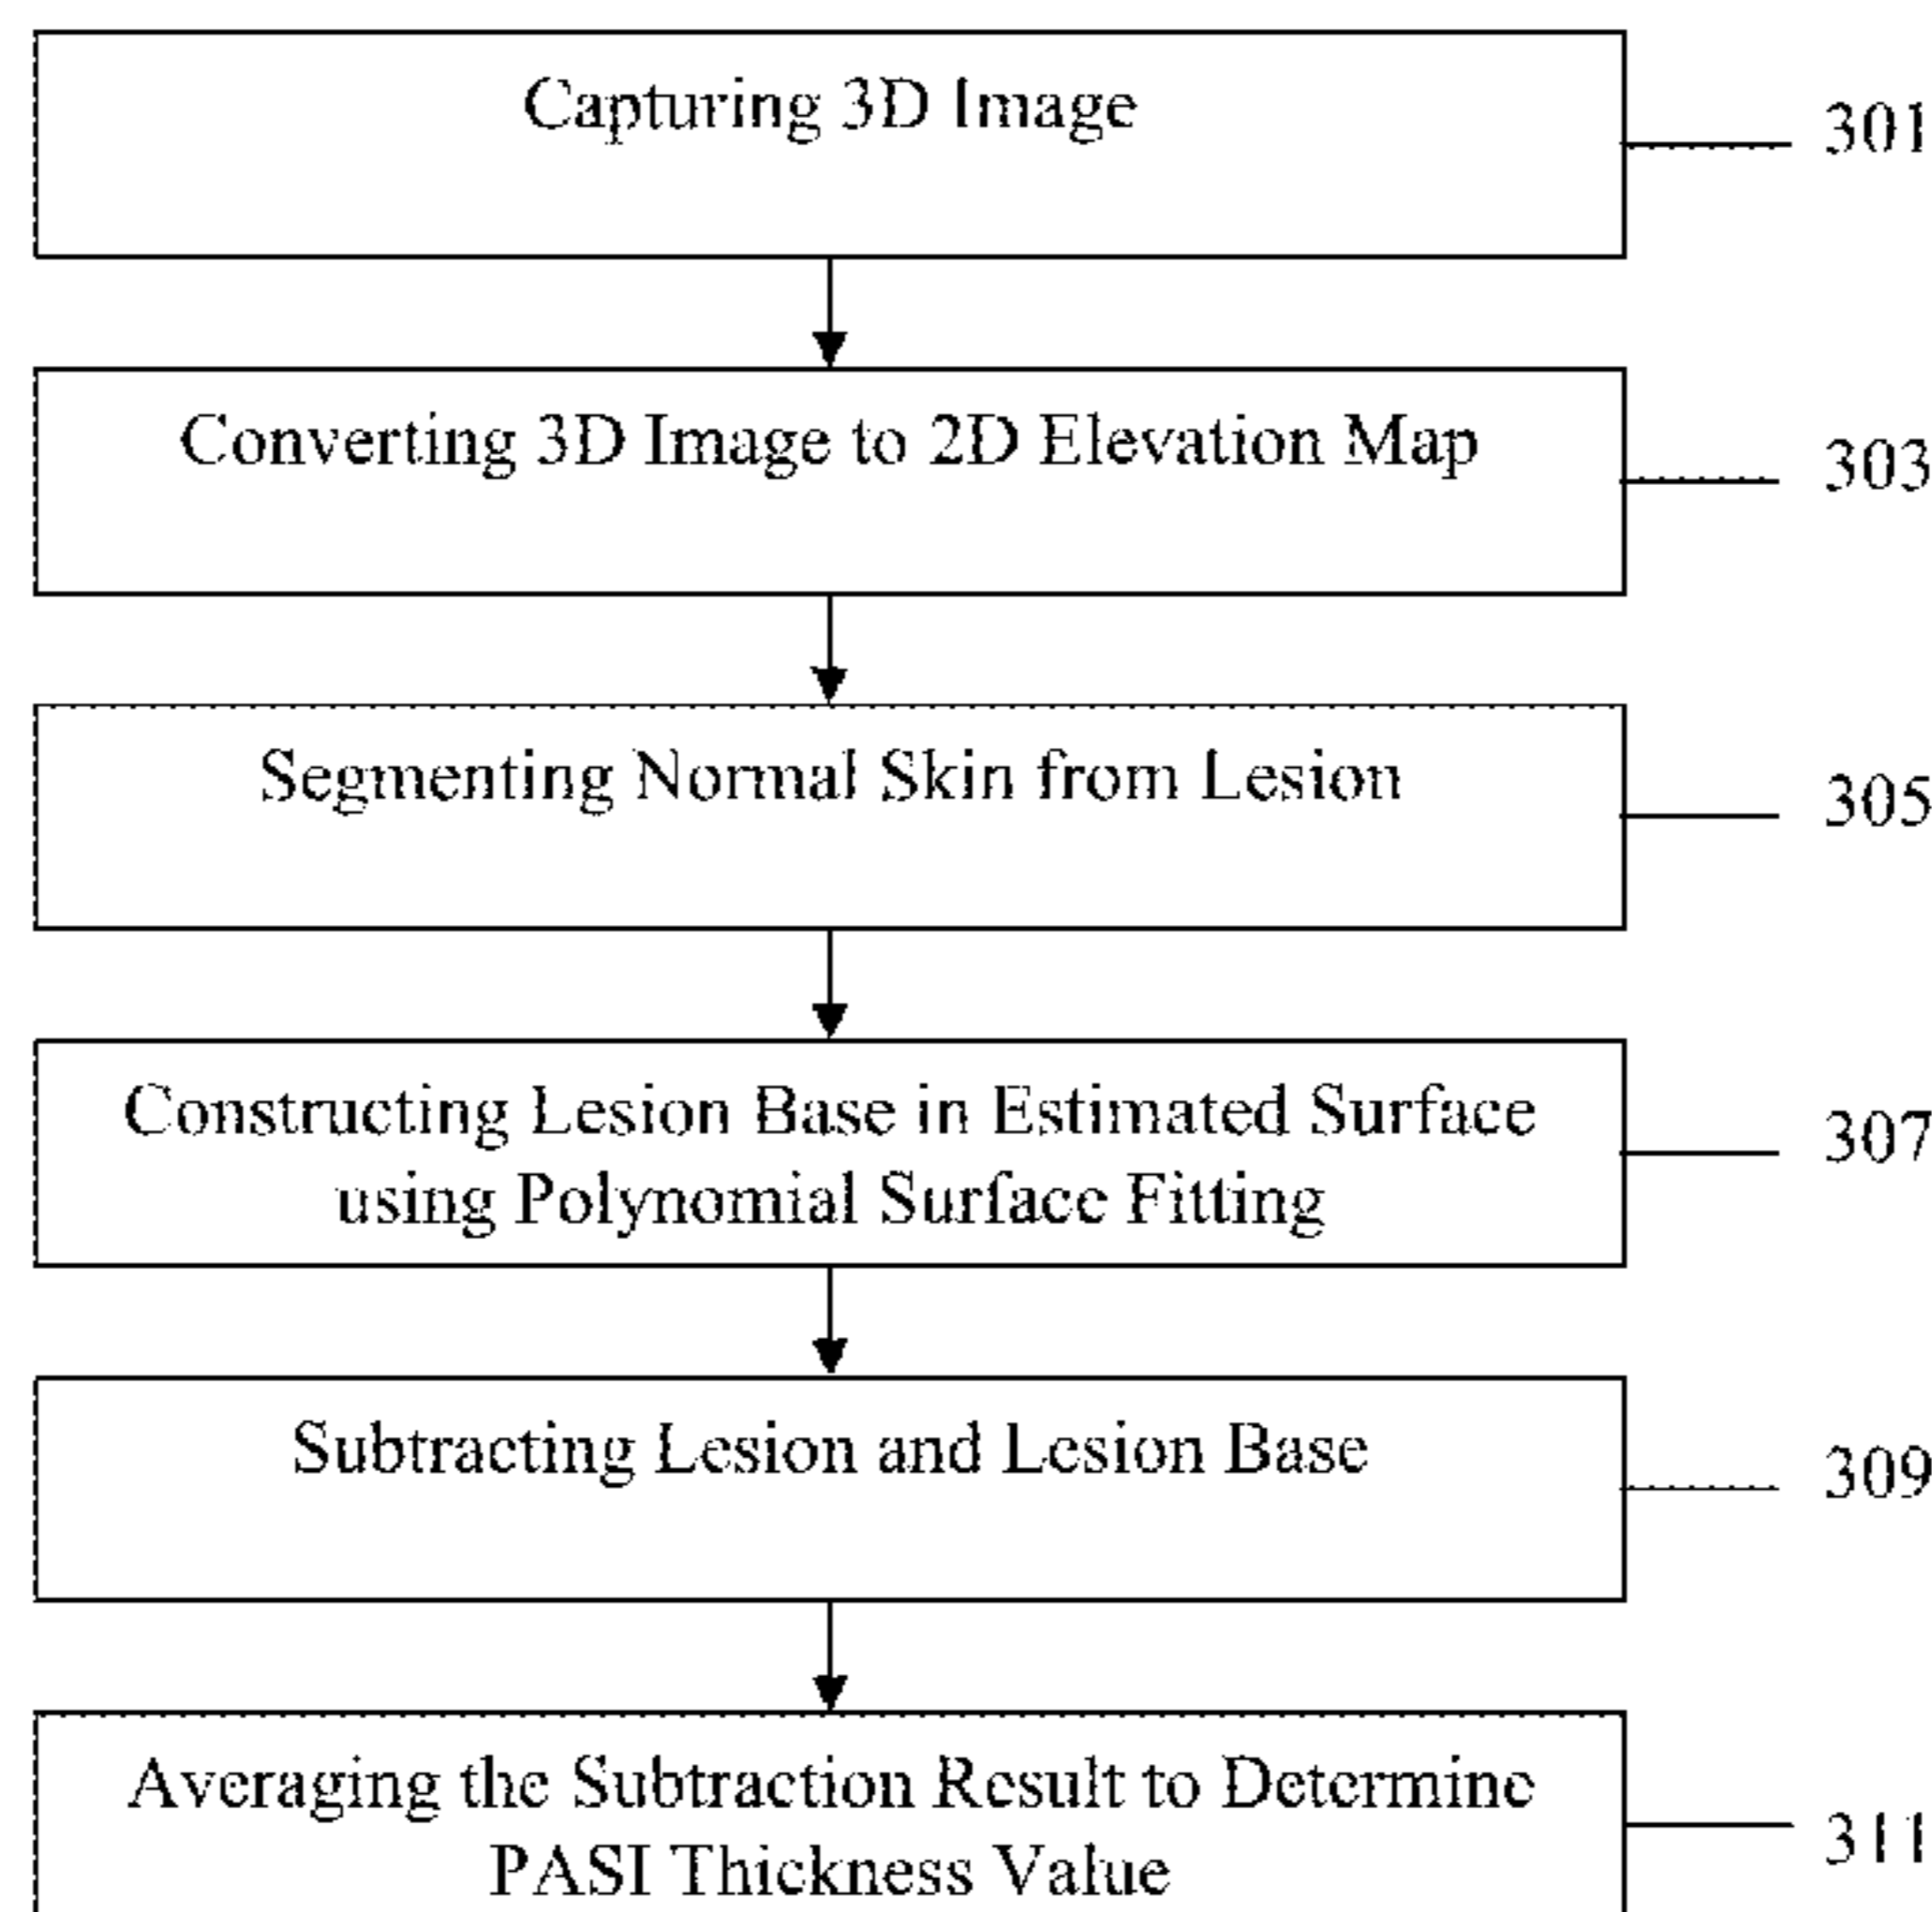 Capturing 3D Image
301
Converting 3D Image to 2D Elevation Map
303
Segmenting Normal Skin from Lesion
305
Constructing Lesion Base in Estimated Surface
using Polynomial Surface Fitting
307
Subtracting Lesion and Lesion Base
309
Averaging the Subtraction Result to Determine
PASI Thickness Value
311